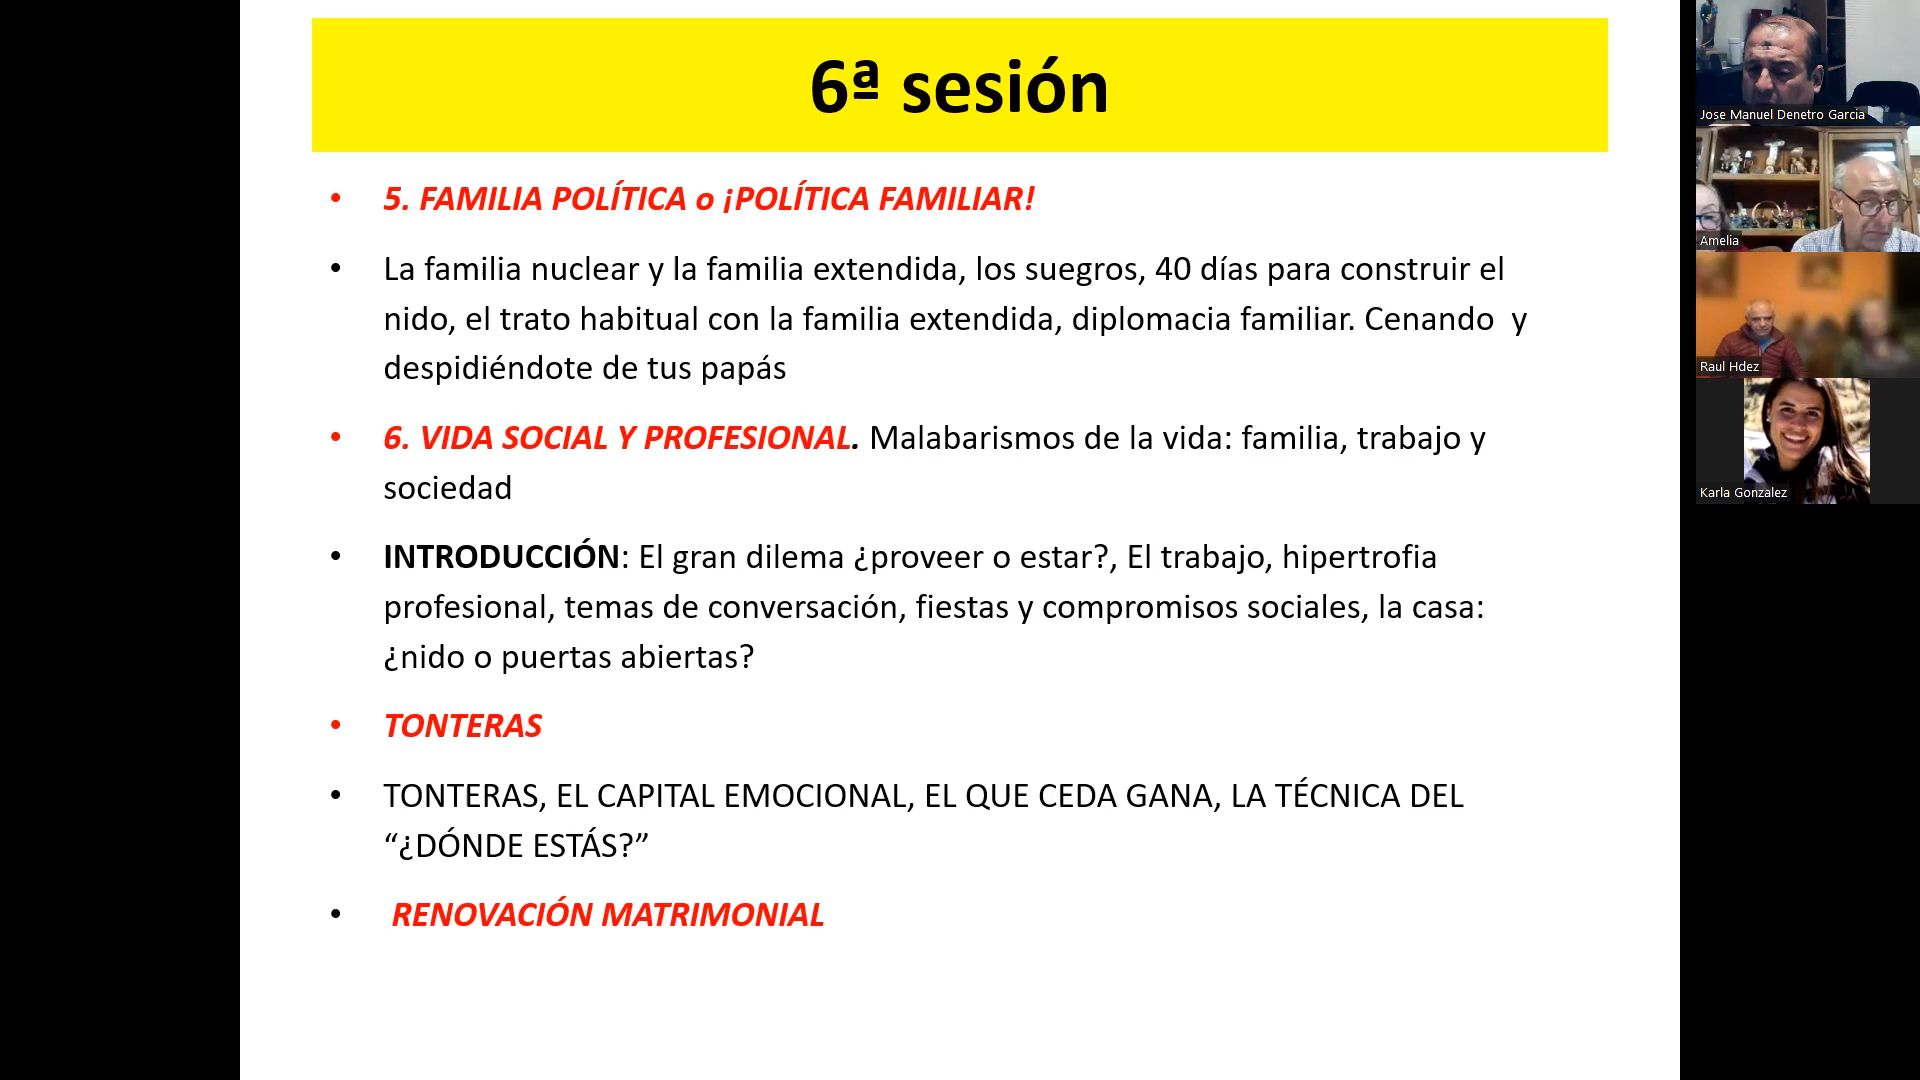 6ª sesión
• 5. FAMILIA POLÍTICA o ¡POLÍTICA FAMILIAR!
• La familia nuclear y la familia extendida, los suegros, 40 días para construir el
nido, el trato habitual con la familia extendida, diplomacia familiar. Cenando  y
despidiéndote de tus papás
• 6. VIDA SOCIAL Y PROFESIONAL. Malabarismos de la vida: familia, trabajo y
sociedad
• INTRODUCCIÓN: El gran dilema ¿proveer o estar?, El trabajo, hipertrofia
profesional, temas de conversación, fiestas y compromisos sociales, la casa:
¿nido o puertas abiertas?
• TONTERAS
• TONTERAS, EL CAPITAL EMOCIONAL, EL QUE CEDA GANA, LA TÉCNICA DEL
“¿DÓNDE ESTÁS?”
• RENOVACIÓN MATRIMONIAL
Jose Manuel Denetro Garcia
Amelia
Raul Hdez
Karla Gonzalez